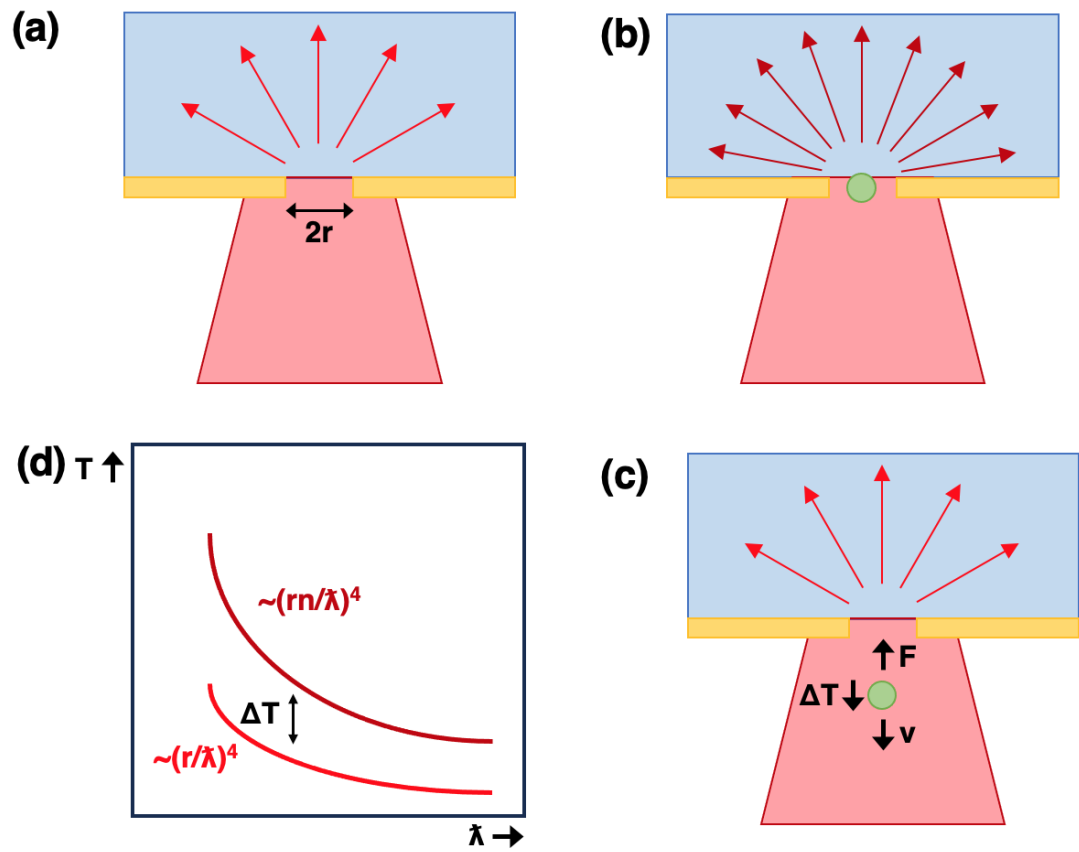 (a)
2r
(b)
(d)
T ↑
~(rn/ƛ)⁴
ΔT
~(r/ƛ)⁴
ƛ →
(c)
F
ΔT
v